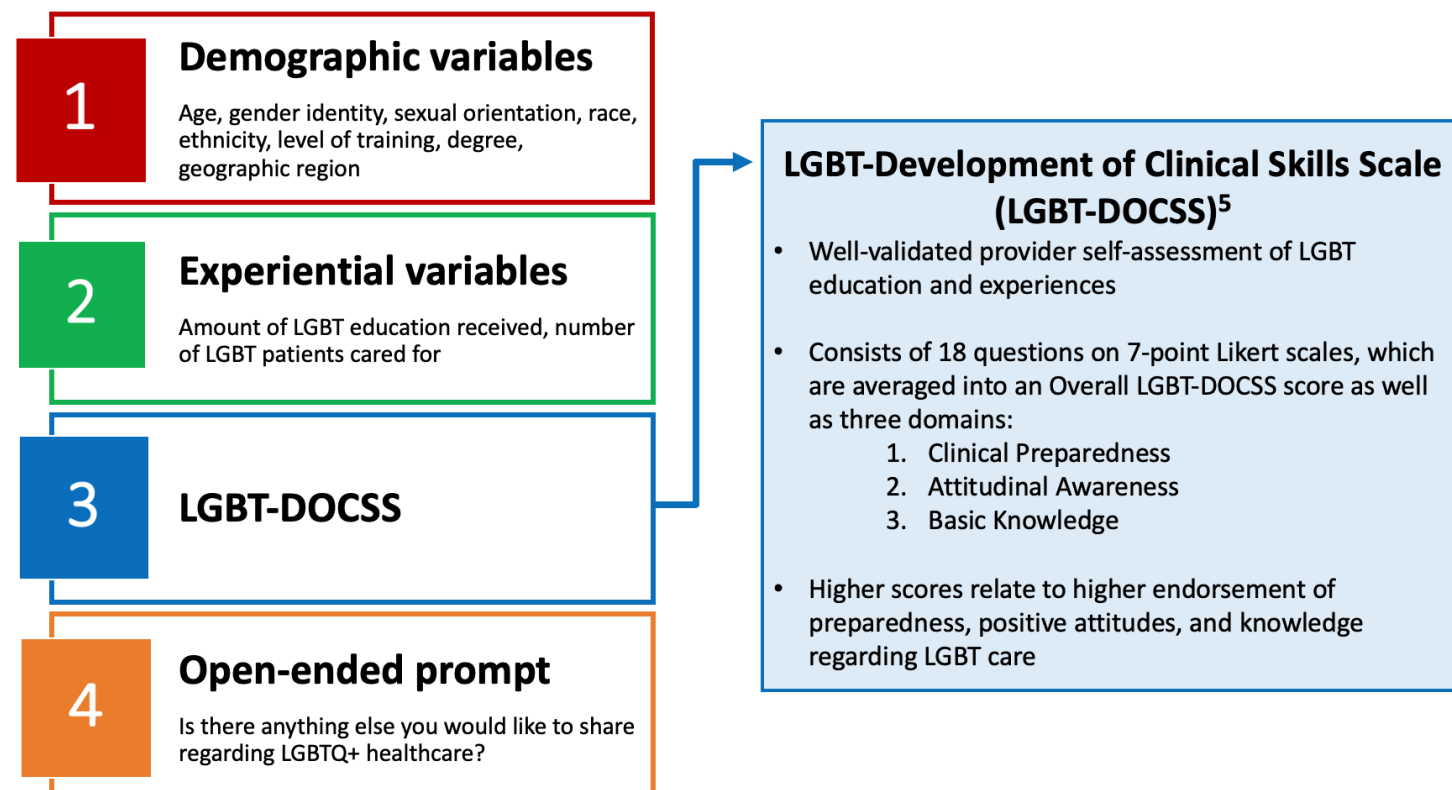 1
Demographic variables
Age, gender identity, sexual orientation, race,
ethnicity, level of training, degree,
geographic region
2
Experiential variables
Amount of LGBT education received, number
of LGBT patients cared for
3
LGBT-DOCSS
4
Open-ended prompt
Is there anything else you would like to share
regarding LGBTQ+ healthcare?
LGBT-Development of Clinical Skills Scale
(LGBT-DOCSS)⁵
• Well-validated provider self-assessment of LGBT
education and experiences
• Consists of 18 questions on 7-point Likert scales, which
are averaged into an Overall LGBT-DOCSS score as well
as three domains:
1. Clinical Preparedness
2. Attitudinal Awareness
3. Basic Knowledge
• Higher scores relate to higher endorsement of
preparedness, positive attitudes, and knowledge
regarding LGBT care